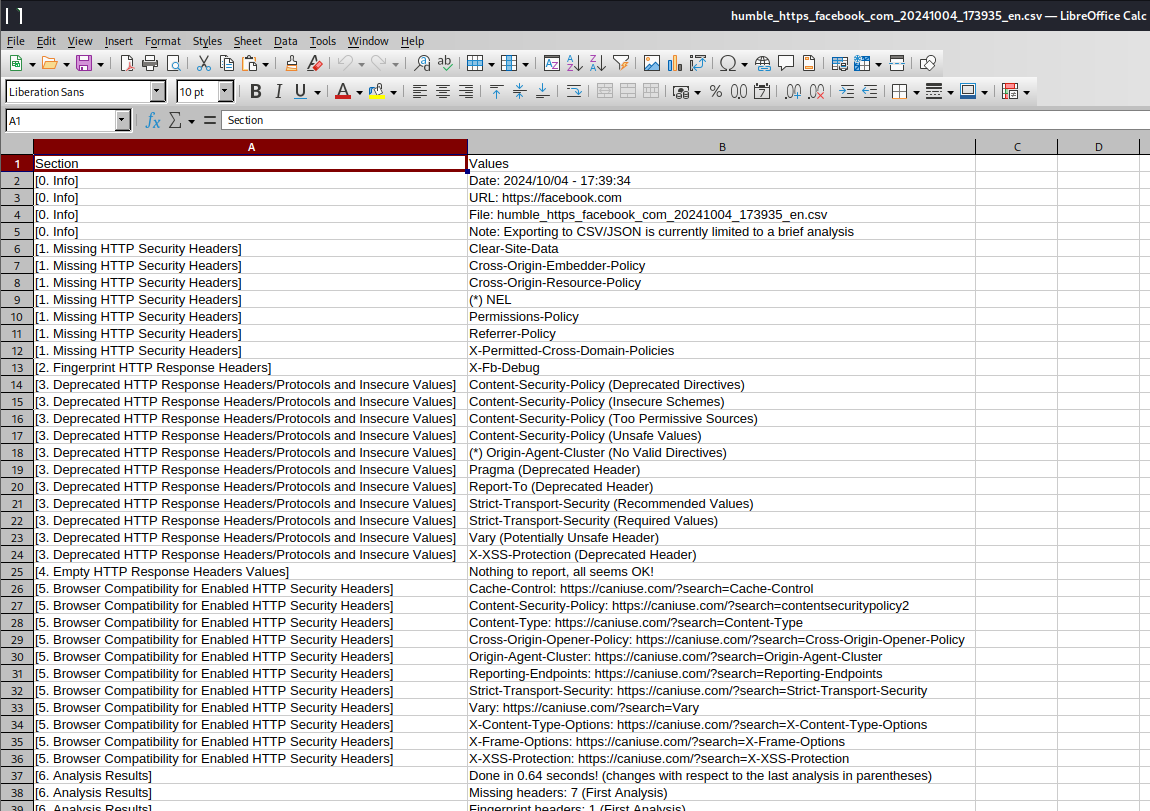 humble_https_facebook_com_20241004_173935_en.csv — LibreOffice Calc
File Edit View Insert Format Styles Sheet Data Tools Window Help
Liberation Sans 10 pt
A1 Section
A B C D
1 Section Values
2 [0. Info] Date: 2024/10/04 - 17:39:34
3 [0. Info] URL: https://facebook.com
4 [0. Info] File: humble_https_facebook_com_20241004_173935_en.csv
5 [0. Info] Note: Exporting to CSV/JSON is currently limited to a brief analysis
6 [1. Missing HTTP Security Headers] Clear-Site-Data
7 [1. Missing HTTP Security Headers] Cross-Origin-Embedder-Policy
8 [1. Missing HTTP Security Headers] Cross-Origin-Resource-Policy
9 [1. Missing HTTP Security Headers] (*) NEL
10 [1. Missing HTTP Security Headers] Permissions-Policy
11 [1. Missing HTTP Security Headers] Referrer-Policy
12 [1. Missing HTTP Security Headers] X-Permitted-Cross-Domain-Policies
13 [2. Fingerprint HTTP Response Headers] X-Fb-Debug
14 [3. Deprecated HTTP Response Headers/Protocols and Insecure Values] Content-Security-Policy (Deprecated Directives)
15 [3. Deprecated HTTP Response Headers/Protocols and Insecure Values] Content-Security-Policy (Insecure Schemes)
16 [3. Deprecated HTTP Response Headers/Protocols and Insecure Values] Content-Security-Policy (Too Permissive Sources)
17 [3. Deprecated HTTP Response Headers/Protocols and Insecure Values] Content-Security-Policy (Unsafe Values)
18 [3. Deprecated HTTP Response Headers/Protocols and Insecure Values] (*) Origin-Agent-Cluster (No Valid Directives)
19 [3. Deprecated HTTP Response Headers/Protocols and Insecure Values] Pragma (Deprecated Header)
20 [3. Deprecated HTTP Response Headers/Protocols and Insecure Values] Report-To (Deprecated Header)
21 [3. Deprecated HTTP Response Headers/Protocols and Insecure Values] Strict-Transport-Security (Recommended Values)
22 [3. Deprecated HTTP Response Headers/Protocols and Insecure Values] Strict-Transport-Security (Required Values)
23 [3. Deprecated HTTP Response Headers/Protocols and Insecure Values] Vary (Potentially Unsafe Header)
24 [3. Deprecated HTTP Response Headers/Protocols and Insecure Values] X-XSS-Protection (Deprecated Header)
25 [4. Empty HTTP Response Headers Values] Nothing to report, all seems OK!
26 [5. Browser Compatibility for Enabled HTTP Security Headers] Cache-Control: https://caniuse.com/?search=Cache-Control
27 [5. Browser Compatibility for Enabled HTTP Security Headers] Content-Security-Policy: https://caniuse.com/?search=contentsecuritypolicy2
28 [5. Browser Compatibility for Enabled HTTP Security Headers] Content-Type: https://caniuse.com/?search=Content-Type
29 [5. Browser Compatibility for Enabled HTTP Security Headers] Cross-Origin-Opener-Policy: https://caniuse.com/?search=Cross-Origin-Opener-Policy
30 [5. Browser Compatibility for Enabled HTTP Security Headers] Origin-Agent-Cluster: https://caniuse.com/?search=Origin-Agent-Cluster
31 [5. Browser Compatibility for Enabled HTTP Security Headers] Reporting-Endpoints: https://caniuse.com/?search=Reporting-Endpoints
32 [5. Browser Compatibility for Enabled HTTP Security Headers] Strict-Transport-Security: https://caniuse.com/?search=Strict-Transport-Security
33 [5. Browser Compatibility for Enabled HTTP Security Headers] Vary: https://caniuse.com/?search=Vary
34 [5. Browser Compatibility for Enabled HTTP Security Headers] X-Content-Type-Options: https://caniuse.com/?search=X-Content-Type-Options
35 [5. Browser Compatibility for Enabled HTTP Security Headers] X-Frame-Options: https://caniuse.com/?search=X-Frame-Options
36 [5. Browser Compatibility for Enabled HTTP Security Headers] X-XSS-Protection: https://caniuse.com/?search=X-XSS-Protection
37 [6. Analysis Results] Done in 0.64 seconds! (changes with respect to the last analysis in parentheses)
38 [6. Analysis Results] Missing headers: 7 (First Analysis)
39 [6. Analysis Results] Fingerprint headers: 1 (First Analysis)